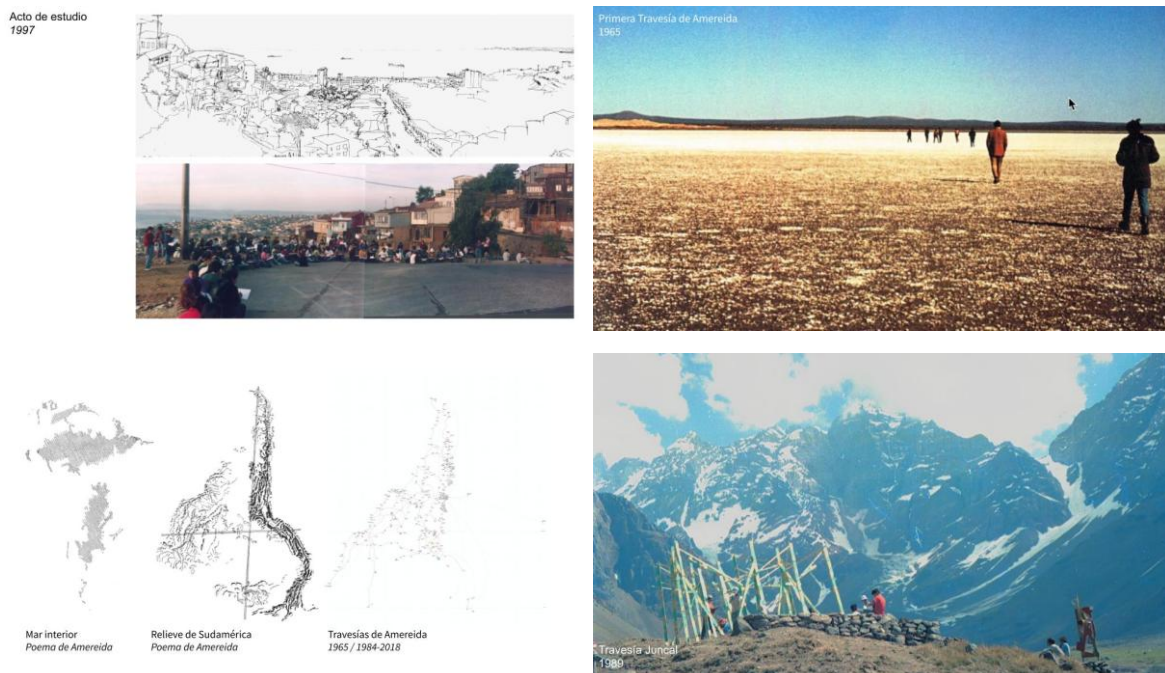 Acto de estudio
1997
Primera Travesía de Amereida
1965
Mar interior
Poema de Amereida
Relieve de Sudamérica
Poema de Amereida
Travesías de Amereida
1965 / 1984-2018
Travesía Juncal
1989